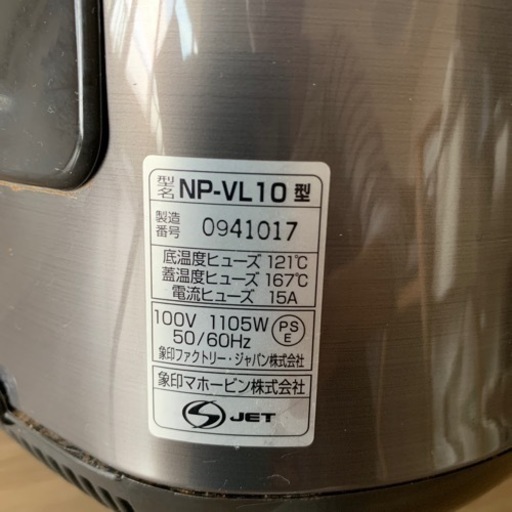 型名 NP-VL10 型
製造番号 0941017
底温度ヒューズ 121℃
蓋温度ヒューズ 167℃
電流ヒューズ 15A
100V 1105W
50/60Hz
PSE
象印ファクトリー・ジャパン株式会社
象印マホービン株式会社
JET